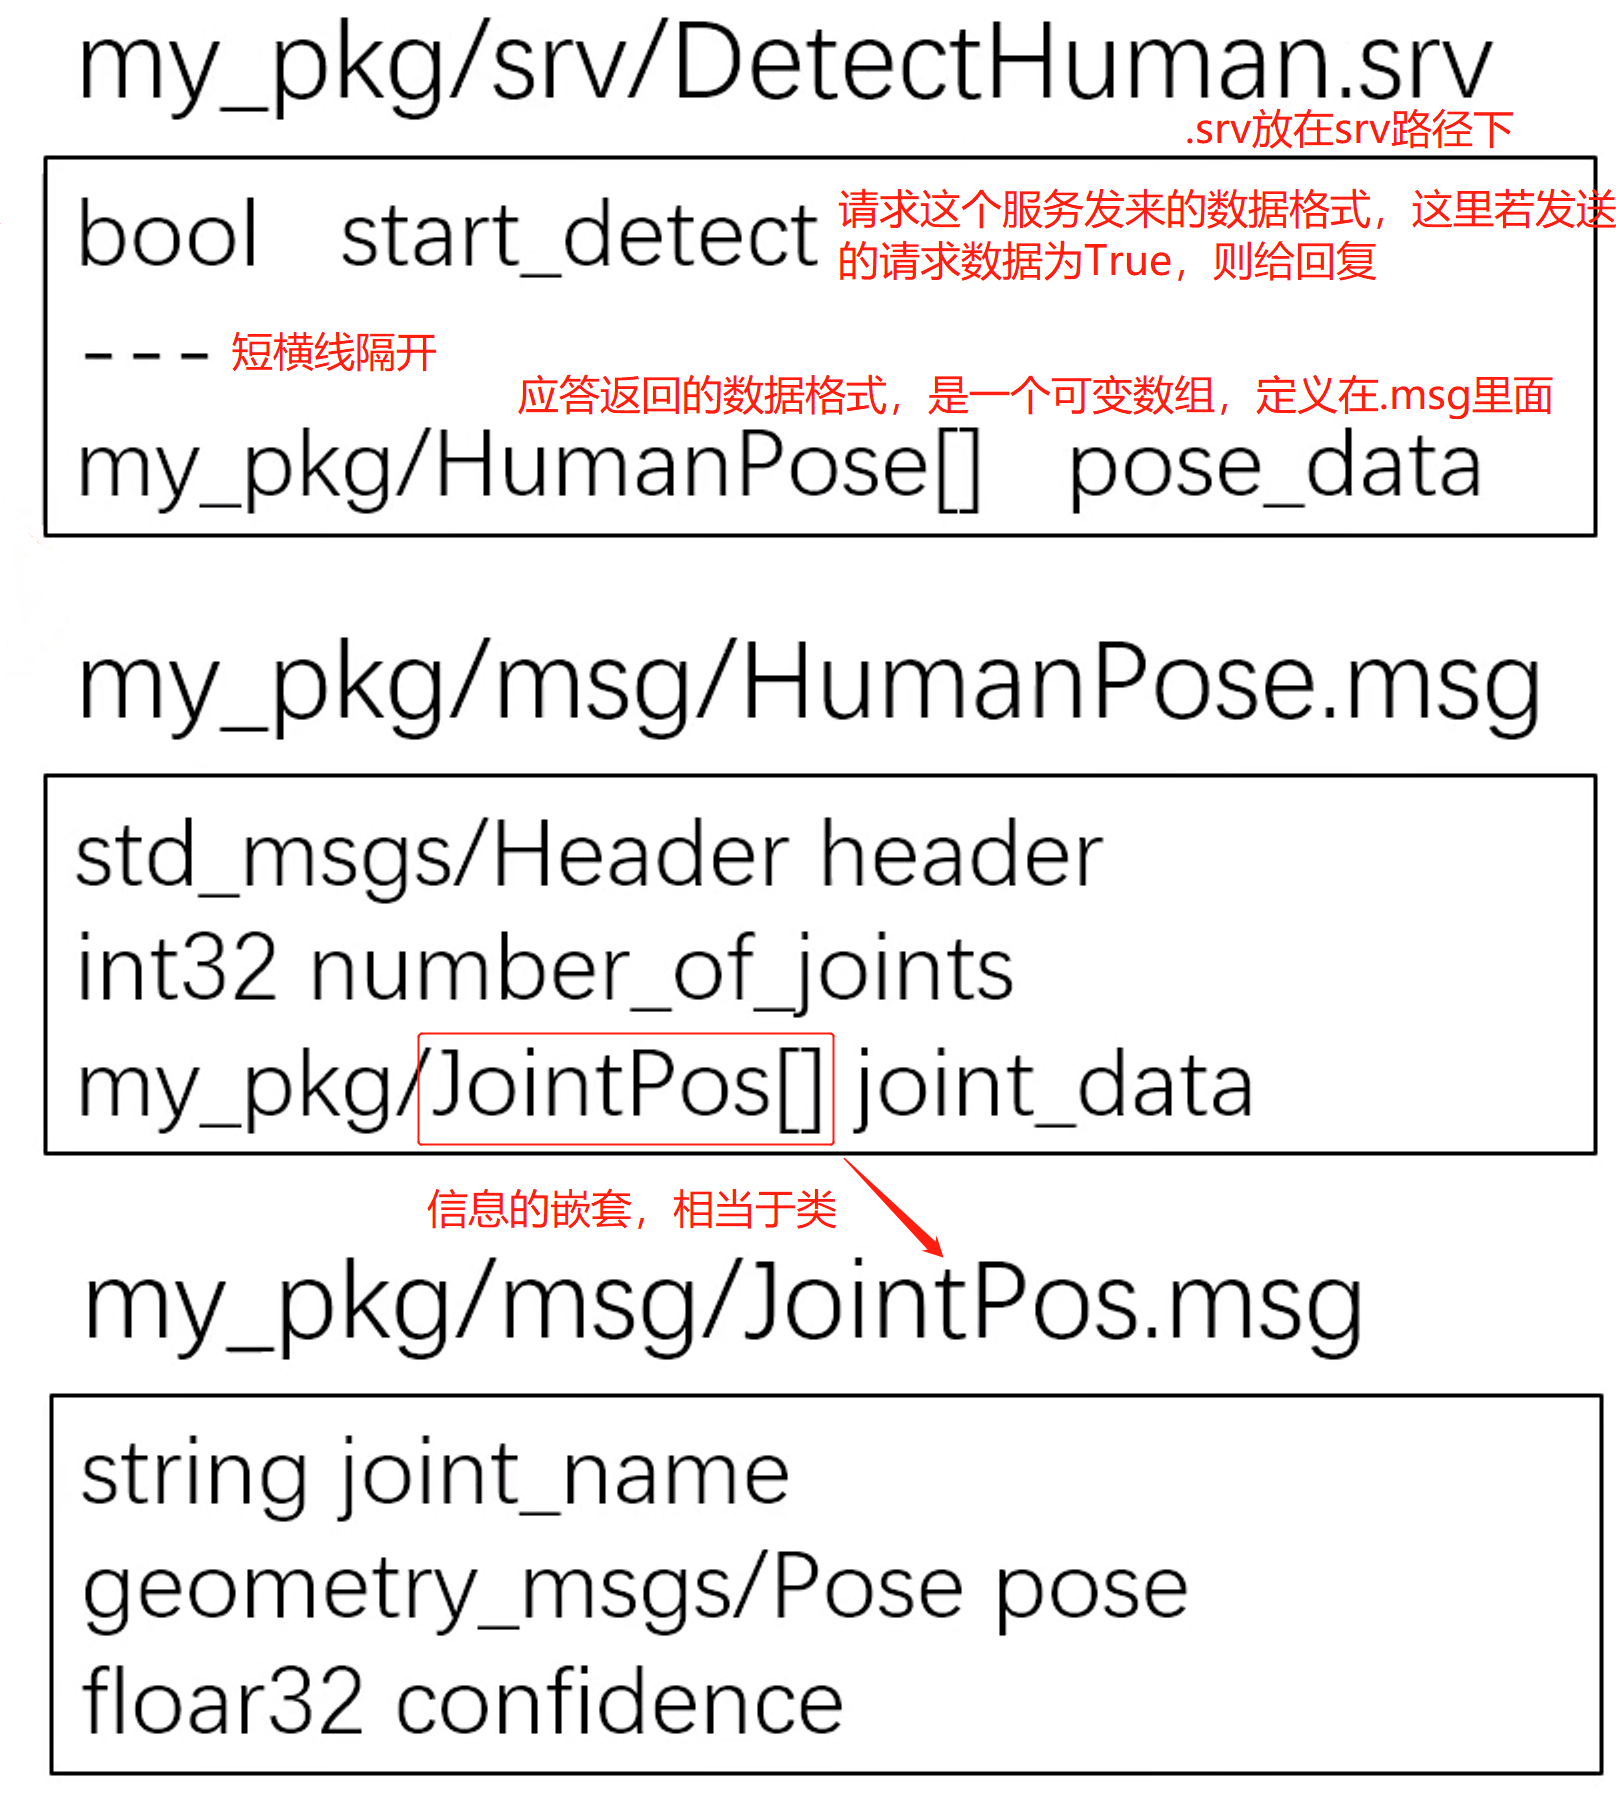 my_pkg/srv/DetectHuman.srv
.srv放在srv路径下
bool start_detect
请求这个服务发来的数据格式，这里若发送
的请求数据为True，则给回复
--- 短横线隔开
应答返回的数据格式，是一个可变数组，定义在.msg里面
my_pkg/HumanPose[] pose_data
my_pkg/msg/HumanPose.msg
std_msgs/Header header
int32 number_of_joints
my_pkg/JointPos[] joint_data
信息的嵌套，相当于类
my_pkg/msg/JointPos.msg
string joint_name
geometry_msgs/Pose pose
floar32 confidence